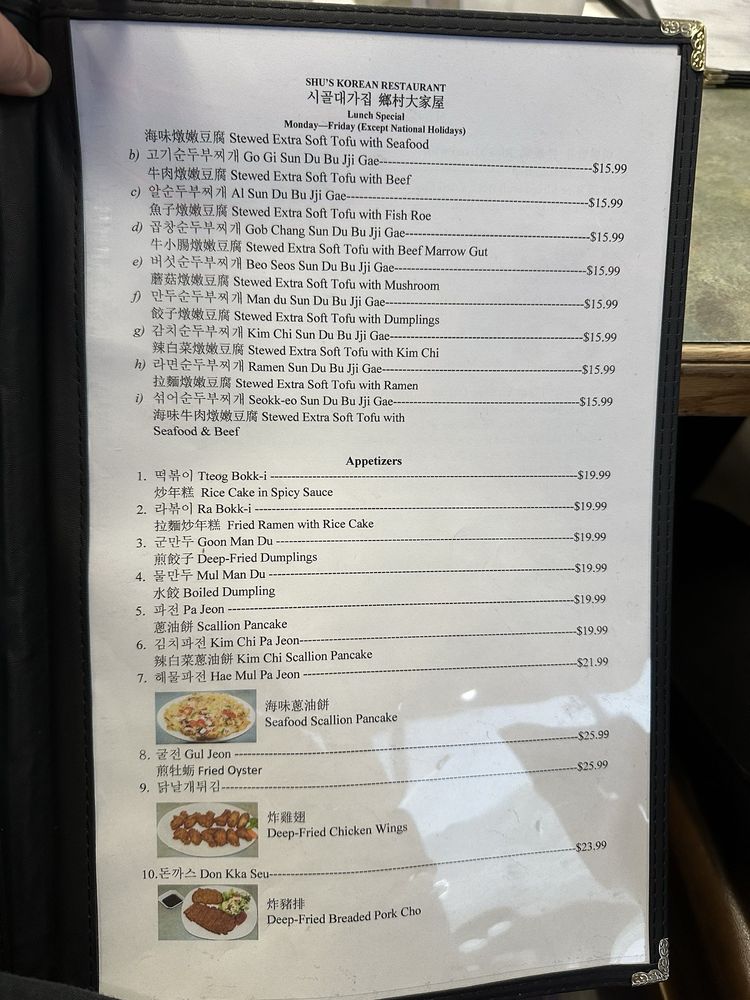 SHU'S KOREAN RESTAURANT
시골대가집 鄉村大家屋
Lunch Special
Monday—Friday (Except National Holidays)
海味燉嫩豆腐 Stewed Extra Soft Tofu with Seafood
b) 고기순두부찌개 Go Gi Sun Du Bu Jji Gae---$15.99
牛肉燉嫩豆腐 Stewed Extra Soft Tofu with Beef
c) 알순두부찌개 Al Sun Du Bu Jji Gae---$15.99
魚子燉嫩豆腐 Stewed Extra Soft Tofu with Fish Roe
d) 곱창순두부찌개 Gob Chang Sun Du Bu Jji Gae---$15.99
牛小腸燉嫩豆腐 Stewed Extra Soft Tofu with Beef Marrow Gut
e) 버섯순두부찌개 Beo Seos Sun Du Bu Jji Gae---$15.99
蘑菇燉嫩豆腐 Stewed Extra Soft Tofu with Mushroom
f) 만두순두부찌개 Man du Sun Du Bu Jji Gae---$15.99
餃子燉嫩豆腐 Stewed Extra Soft Tofu with Dumplings
g) 감치순두부찌개 Kim Chi Sun Du Bu Jji Gae---$15.99
辣白菜燉嫩豆腐 Stewed Extra Soft Tofu with Kim Chi
h) 라면순두부찌개 Ramen Sun Du Bu Jji Gae---$15.99
拉麵燉嫩豆腐 Stewed Extra Soft Tofu with Ramen
i) 섞어순두부찌개 Seokk-eo Sun Du Bu Jji Gae---$15.99
海味牛肉燉嫩豆腐 Stewed Extra Soft Tofu with
Seafood & Beef
Appetizers
1. 떡볶이 Tteog Bokk-i ---$19.99
炒年糕 Rice Cake in Spicy Sauce
2. 라볶이 Ra Bokk-i ---$19.99
拉麵炒年糕 Fried Ramen with Rice Cake
3. 군만두 Goon Man Du ---$19.99
煎餃子 Deep-Fried Dumplings
4. 물만두 Mul Man Du ---$19.99
水餃 Boiled Dumpling
5. 파전 Pa Jeon ---$19.99
蔥油餅 Scallion Pancake
6. 김치파전 Kim Chi Pa Jeon---$19.99
辣白菜蔥油餅 Kim Chi Scallion Pancake
7. 해물파전 Hae Mul Pa Jeon ---$21.99
海味蔥油餅
Seafood Scallion Pancake
8. 굴전 Gul Jeon ---$25.99
煎牡蛎 Fried Oyster
9. 닭날개튀김---$25.99
炸雞翅
Deep-Fried Chicken Wings
10.돈까스 Don Kka Seu---$23.99
炸豬排
Deep-Fried Breaded Pork Cho